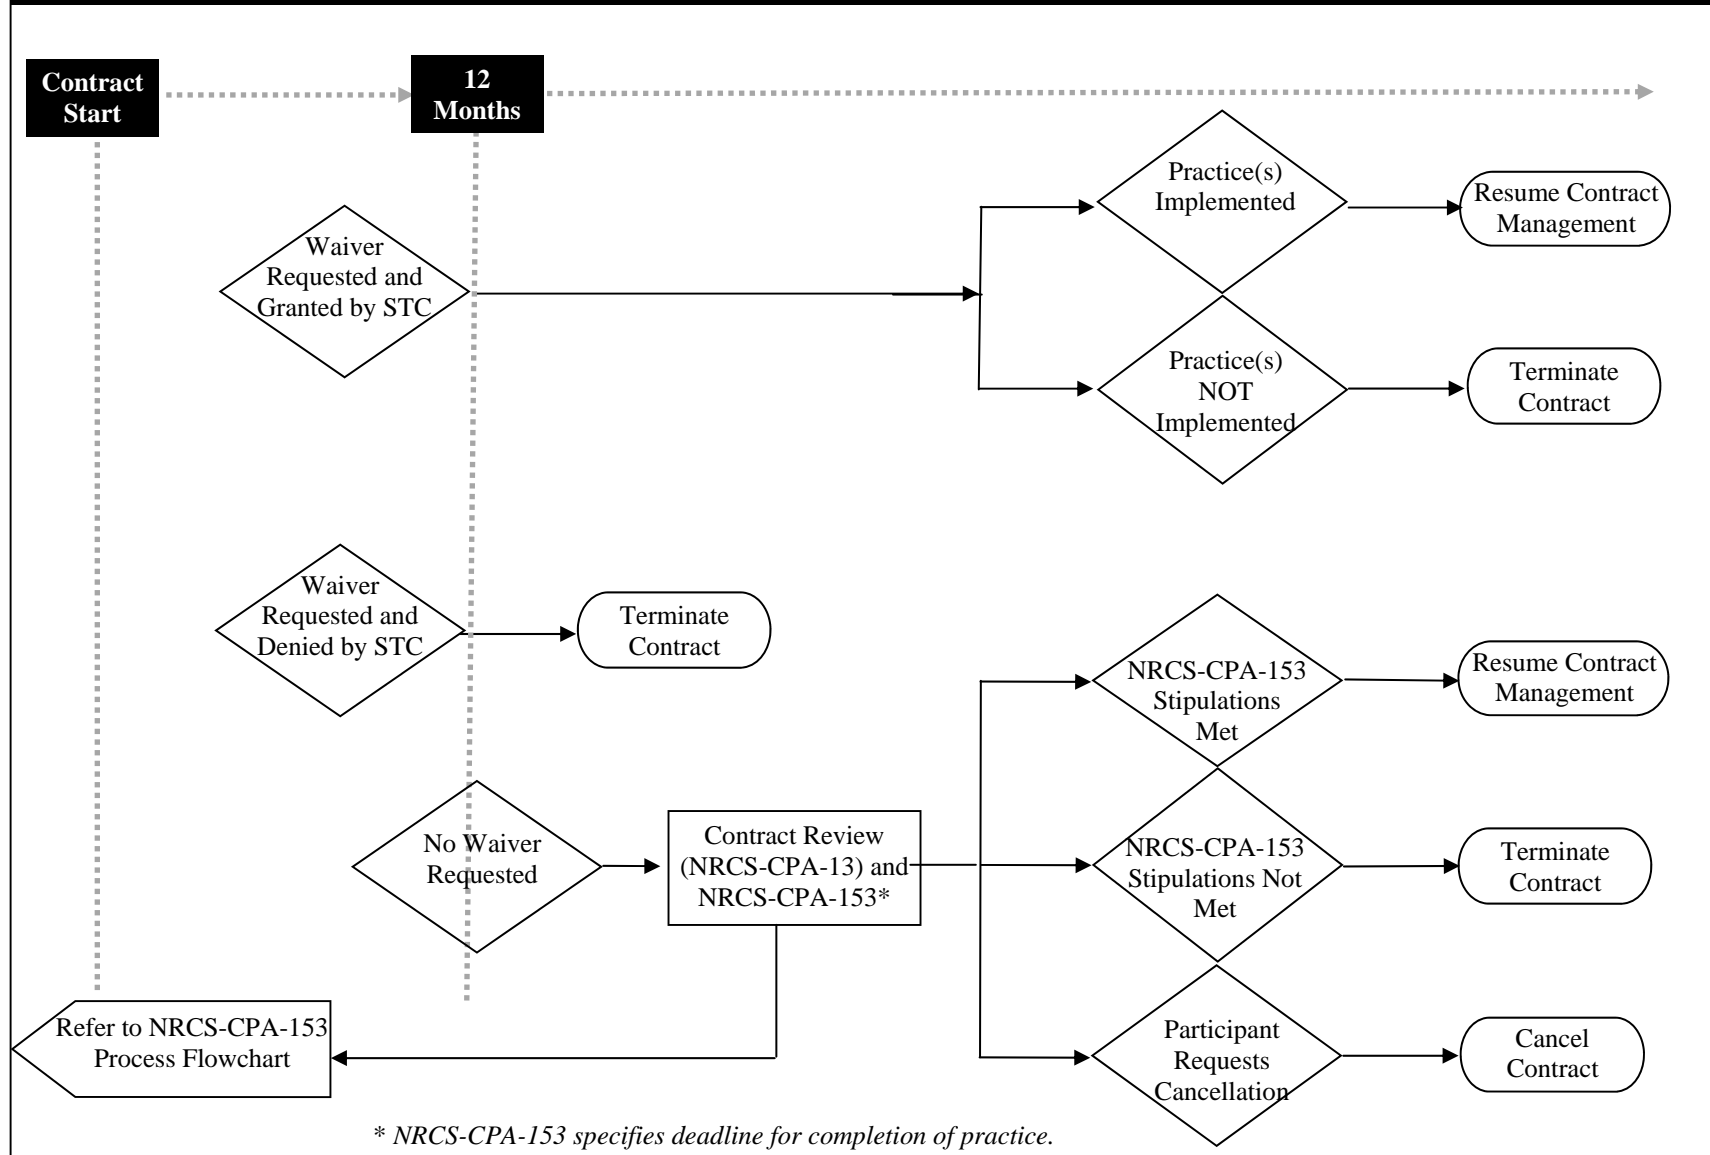 Contract
Start
12
Months
Practice(s)
Implemented
Resume Contract
Management
Waiver
Requested and
Granted by STC
Practice(s)
NOT
Implemented
Terminate
Contract
Waiver
Requested and
Denied by STC
Terminate
Contract
NRCS-CPA-153
Stipulations
Met
Resume Contract
Management
No Waiver
Requested
Contract Review
(NRCS-CPA-13) and
NRCS-CPA-153*
NRCS-CPA-153
Stipulations Not
Met
Terminate
Contract
Refer to NRCS-CPA-153
Process Flowchart
Participant
Requests
Cancellation
Cancel
Contract
* NRCS-CPA-153 specifies deadline for completion of practice.